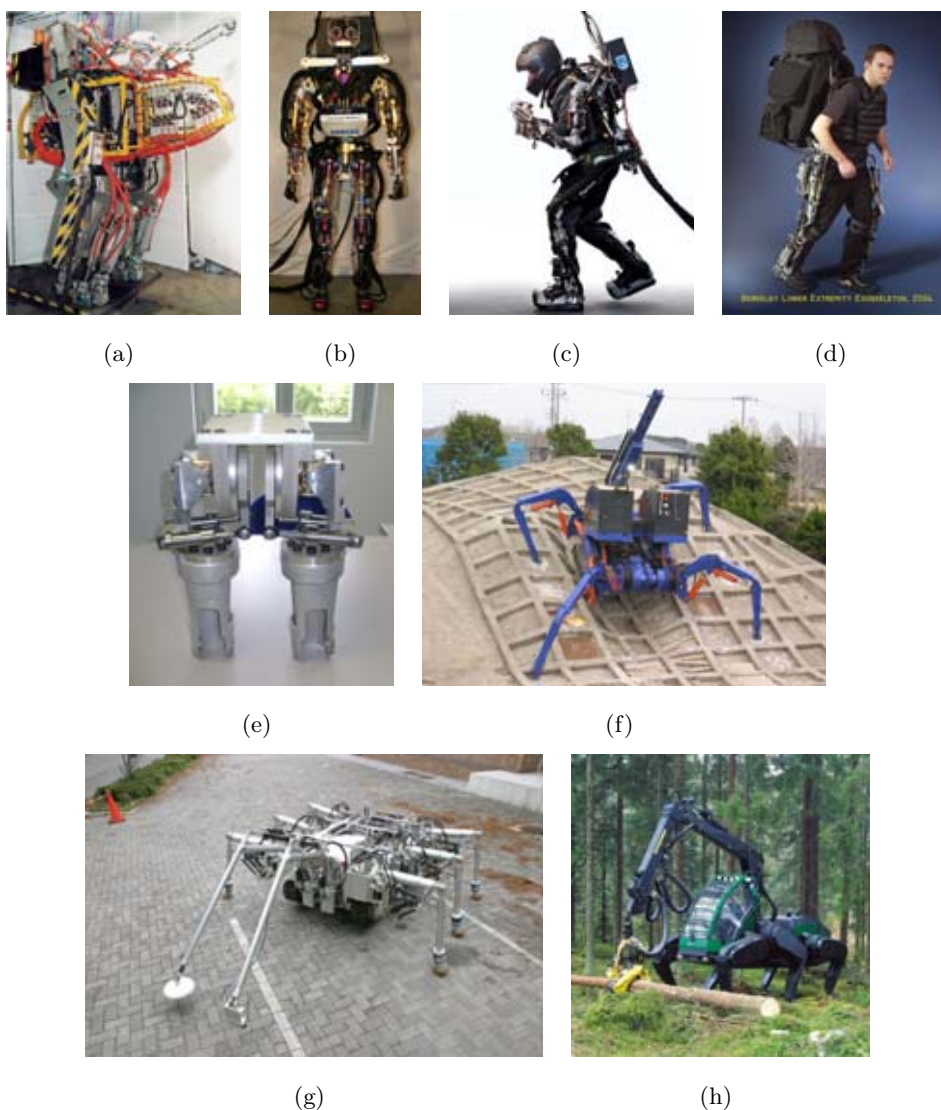 (a)
(b)
(c)
BERKELEY LOWER EXTREMITY EXOSKELETON, 2004
(d)
(e)
(f)
(g)
(h)